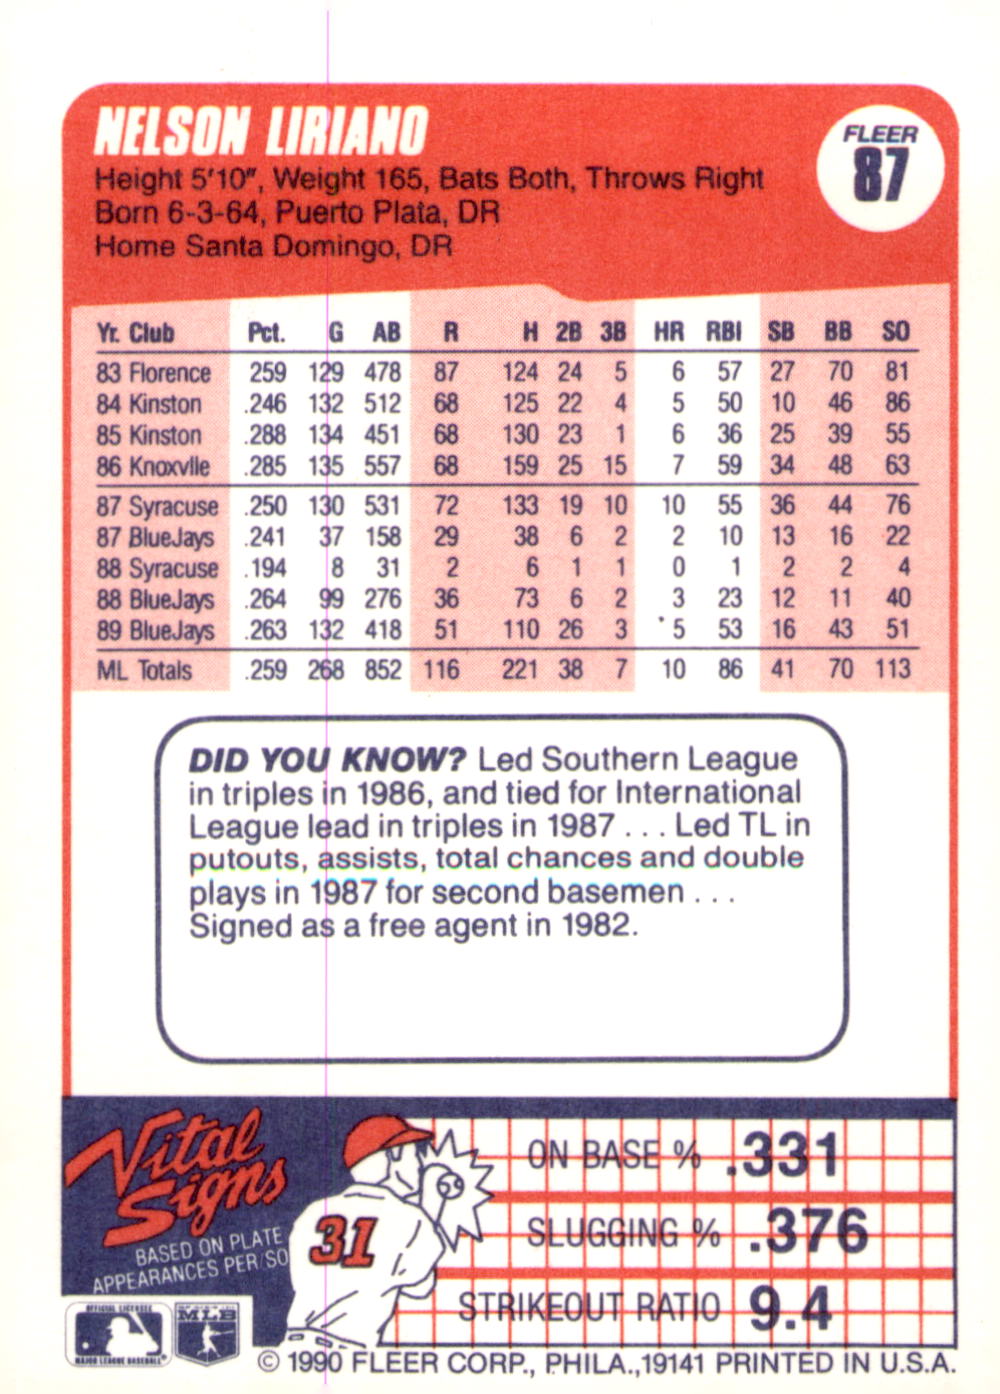 NELSON LIRIANO
FLEER
87
Height 5'10", Weight 165, Bats Both, Throws Right
Born 6-3-64, Puerto Plata, DR
Home Santa Domingo, DR
Yr. Club Pct. G AB R H 2B 3B HR RBI SB BB SO
83 Florence 259 129 478 87 124 24 5 6 57 27 70 81
84 Kinston .246 132 512 68 125 22 4 5 50 10 46 86
85 Kinston .288 134 451 68 130 23 1 6 36 25 39 55
86 Knoxvlle .285 135 557 68 159 25 15 7 59 34 48 63
87 Syracuse .250 130 531 72 133 19 10 10 55 36 44 76
87 BlueJays .241 37 158 29 38 6 2 2 10 13 16 22
88 Syracuse .194 8 31 2 6 1 1 0 1 2 2 4
88 BlueJays .264 99 276 36 73 6 2 3 23 12 11 40
89 BlueJays .263 132 418 51 110 26 3 5 53 16 43 51
ML Totals .259 268 852 116 221 38 7 10 86 41 70 113
DID YOU KNOW? Led Southern League
in triples in 1986, and tied for International
League lead in triples in 1987 . . . Led TL in
putouts, assists, total chances and double
plays in 1987 for second basemen . . .
Signed as a free agent in 1982.
Vital
Signs
BASED ON PLATE
APPEARANCES PER/SO
31
ON BASE % .331
SLUGGING % .376
STRIKEOUT RATIO 9.4
OFFICIAL LICENSEE
MAJOR LEAGUE BASEBALL
MLB
© 1990 FLEER CORP., PHILA.,19141 PRINTED IN U.S.A.